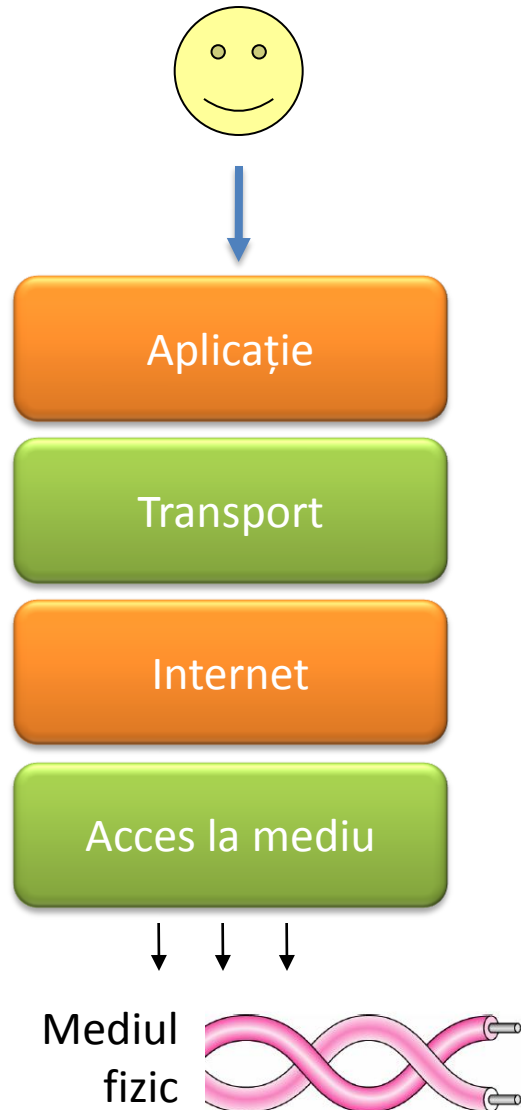 Aplicație
Transport
Internet
Acces la mediu
Mediul
fizic